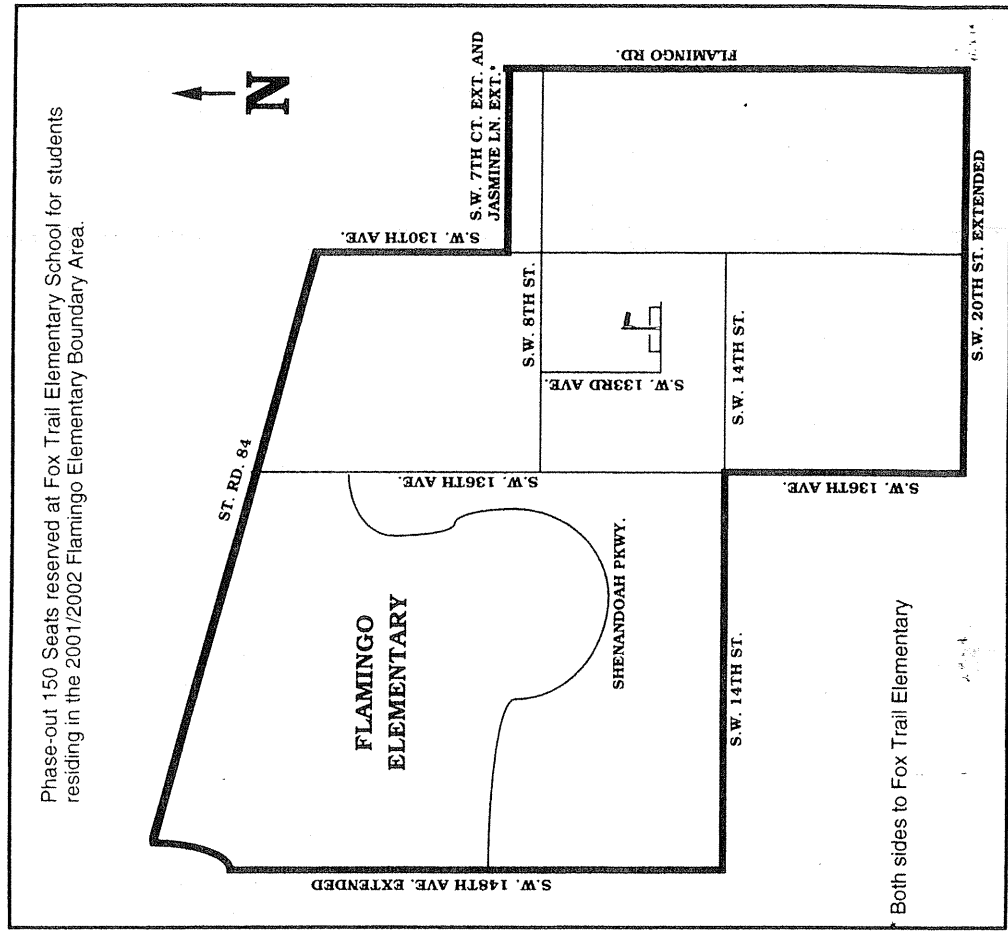 Phase-out 150 Seats reserved at Fox Trail Elementary School for students
residing in the 2001/2002 Flamingo Elementary Boundary Area.
N
S.W. 7TH CT. EXT. AND
JASMINE LN. EXT.*
FLAMINGO RD.
S.W. 130TH AVE.
ST. RD. 84
S.W. 8TH ST.
S.W. 133RD AVE.
S.W. 14TH ST.
S.W. 136TH AVE.
FLAMINGO
ELEMENTARY
SHENANDOAH PKWY.
S.W. 148TH AVE. EXTENDED
S.W. 14TH ST.
S.W. 136TH AVE.
S.W. 20TH ST. EXTENDED
* Both sides to Fox Trail Elementary